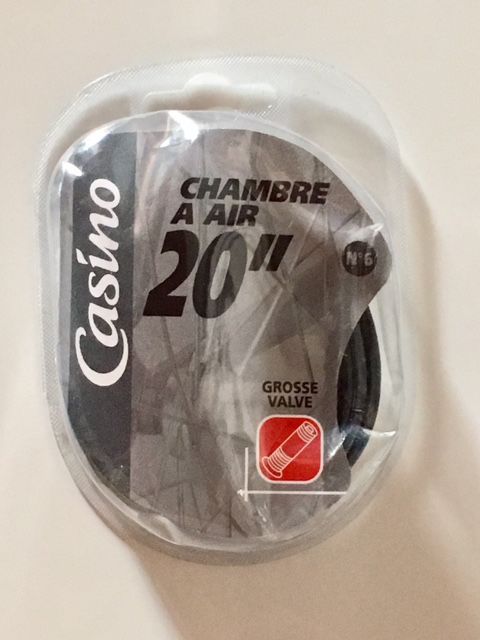 Casino
CHAMBRE
A AIR
20"
N°6
GROSSE
VALVE